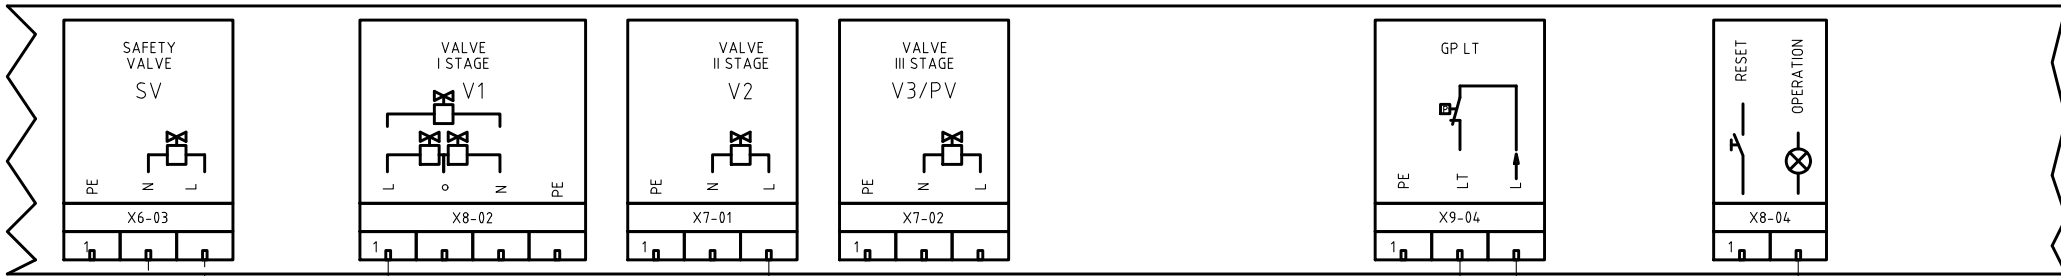 SAFETY
VALVE
SV
PE
N
L
X6-03
1
VALVE
I STAGE
V1
L
N
PE
X8-02
1
VALVE
II STAGE
V2
PE
N
L
X7-01
1
VALVE
III STAGE
V3/PV
PE
N
L
X7-02
1
GP LT
P
PE
LT
L
X9-04
1
RESET
OPERATION
X8-04
1